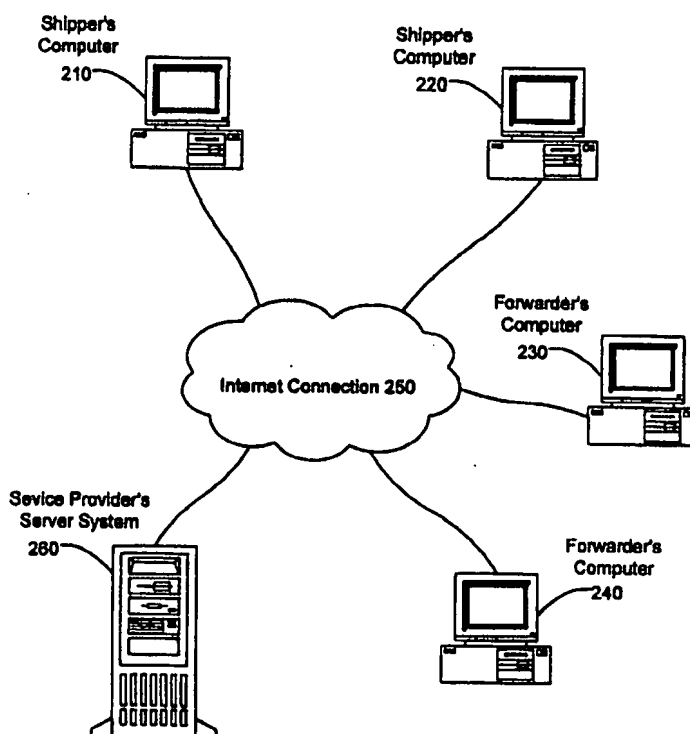 Shipper's
Computer
210
Shipper's
Computer
220
Forwarder's
Computer
230
Internet Connection 250
Sevice Provider's
Server System
260
Forwarder's
Computer
240